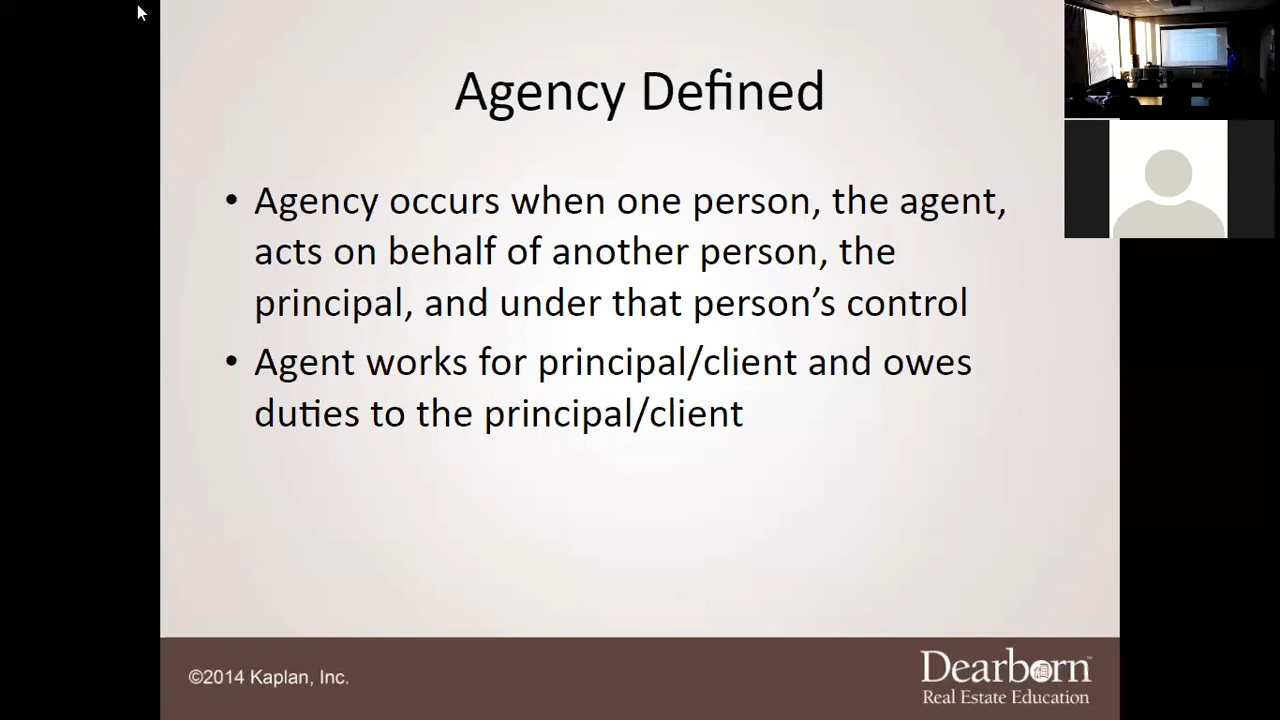 Agency Defined
• Agency occurs when one person, the agent,
acts on behalf of another person, the
principal, and under that person’s control
• Agent works for principal/client and owes
duties to the principal/client
©2014 Kaplan, Inc.
Dearborn™
Real Estate Education